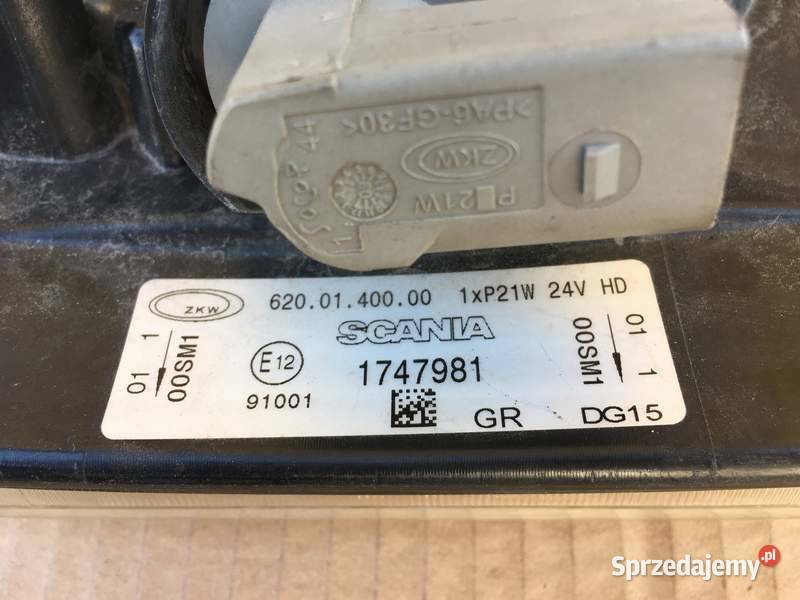 >PA6-GF30<
ZKW
P21W
ZKW 620.01.400.00 1xP21W 24V HD
SCANIA
01 1
00SM1
E12
91001
1747981
GR
DG15
01 1
00SM1
Sprzedajemy.pl